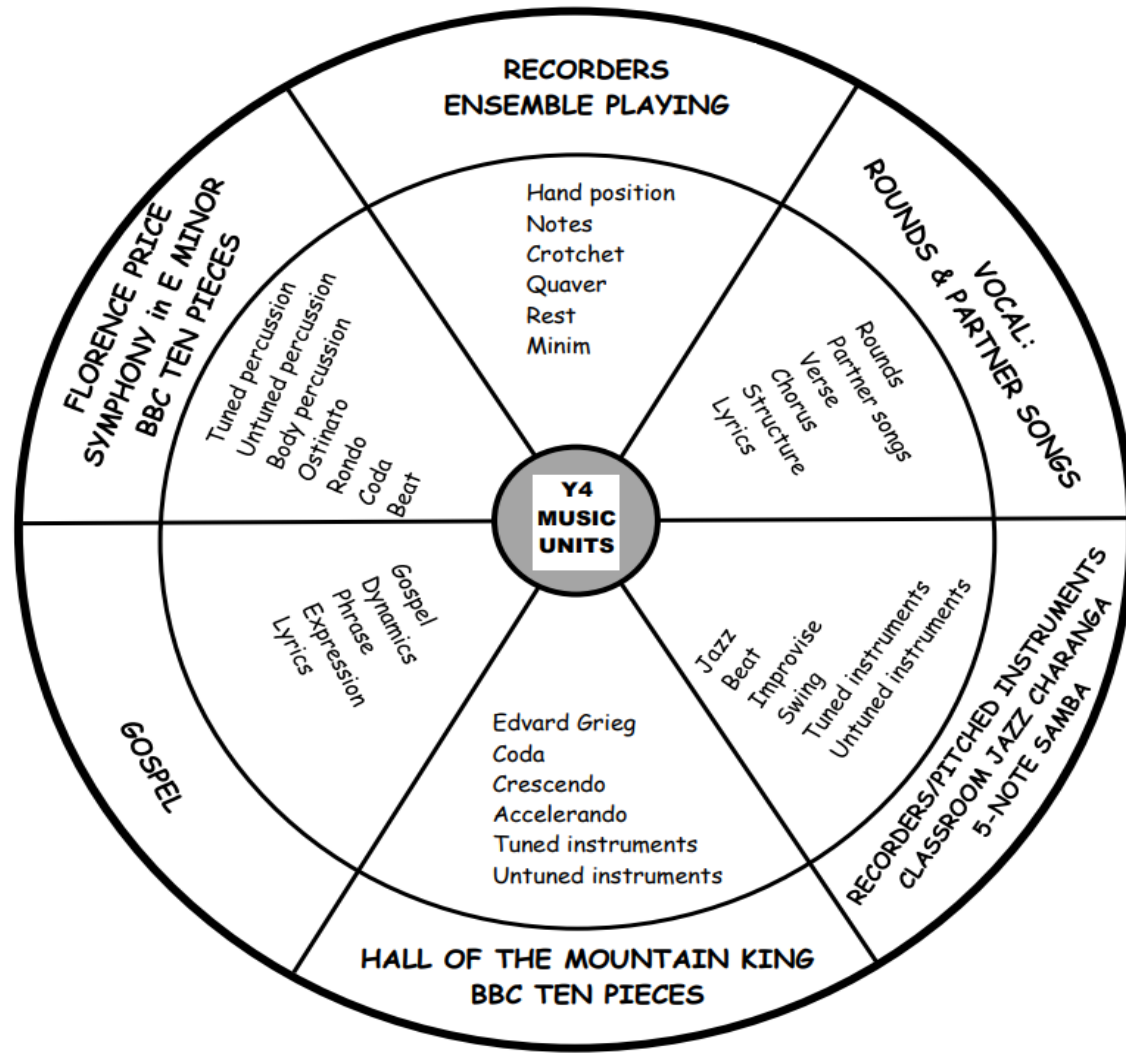 RECORDERS
ENSEMBLE PLAYING
Hand position
Notes
Crotchet
Quaver
Rest
Minim
VOCAL:
ROUNDS & PARTNER SONGS
Rounds
Partner songs
Verse
Chorus
Structure
Lyrics
RECORDERS/PITCHED INSTRUMENTS
CLASSROOM JAZZ CHARANGA
5-NOTE SAMBA
Jazz
Beat
Improvise
Swing
Tuned instruments
Untuned instruments
HALL OF THE MOUNTAIN KING
BBC TEN PIECES
Edvard Grieg
Coda
Crescendo
Accelerando
Tuned instruments
Untuned instruments
GOSPEL
Gospel
Dynamics
Phrase
Expression
Lyrics
FLORENCE PRICE
SYMPHONY in E MINOR
BBC TEN PIECES
Tuned percussion
Untuned percussion
Body percussion
Ostinato
Rondo
Coda
Beat
Y4
MUSIC
UNITS